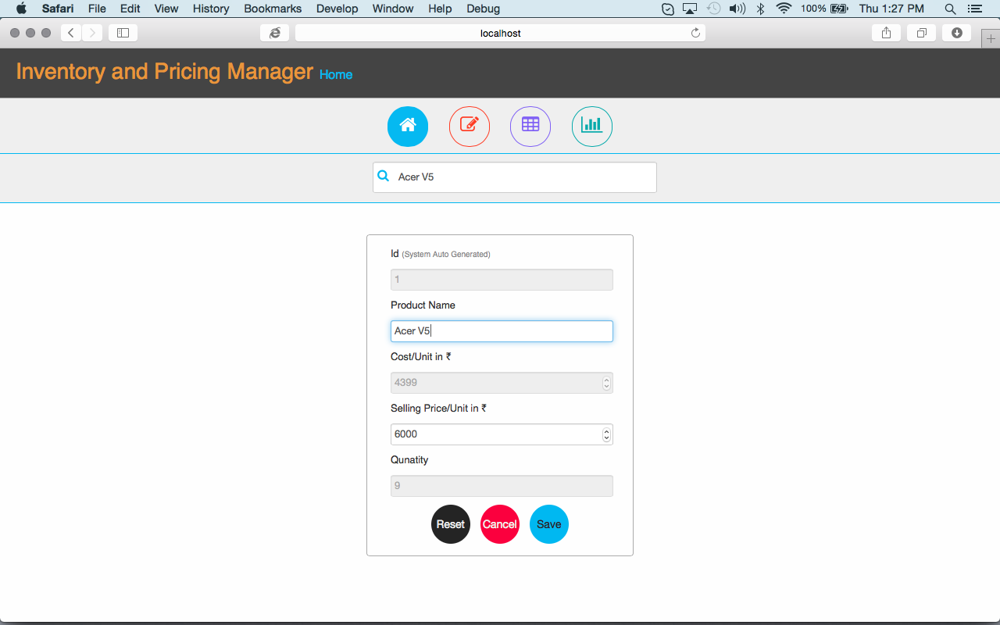 Safari File Edit View History Bookmarks Develop Window Help Debug 100% Thu 1:27 PM
localhost
Inventory and Pricing Manager Home
Acer V5
Id (System Auto Generated)
1
Product Name
Acer V5
Cost/Unit in ₹
4399
Selling Price/Unit in ₹
6000
Qunatity
9
Reset Cancel Save